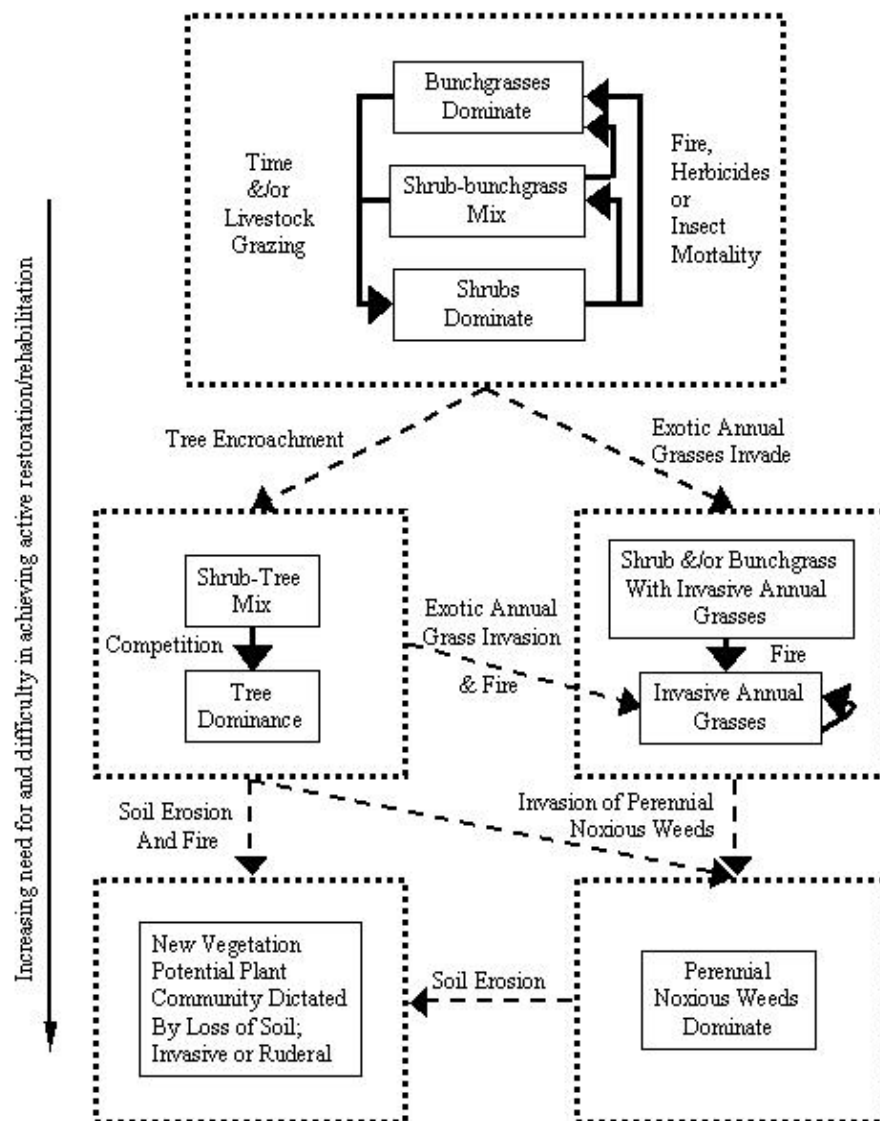 Bunchgrasses
Dominate
Time
&/or
Livestock
Grazing
Shrub-bunchgrass
Mix
Fire,
Herbicides
or
Insect
Mortality
Shrubs
Dominate
Increasing need for and difficulty in achieving active restoration/rehabilitation
Tree Encroachment
Exotic Annual
Grasses Invade
Shrub-Tree
Mix
Competition
Tree
Dominance
Exotic Annual
Grass Invasion
& Fire
Shrub &/or Bunchgrass
With Invasive Annual
Grasses
Fire
Invasive Annual
Grasses
Soil Erosion
And Fire
Invasion of Perennial
Noxious Weeds
New Vegetation
Potential Plant
Community Dictated
By Loss of Soil;
Invasive or Ruderal
Soil Erosion
Perennial
Noxious Weeds
Dominate